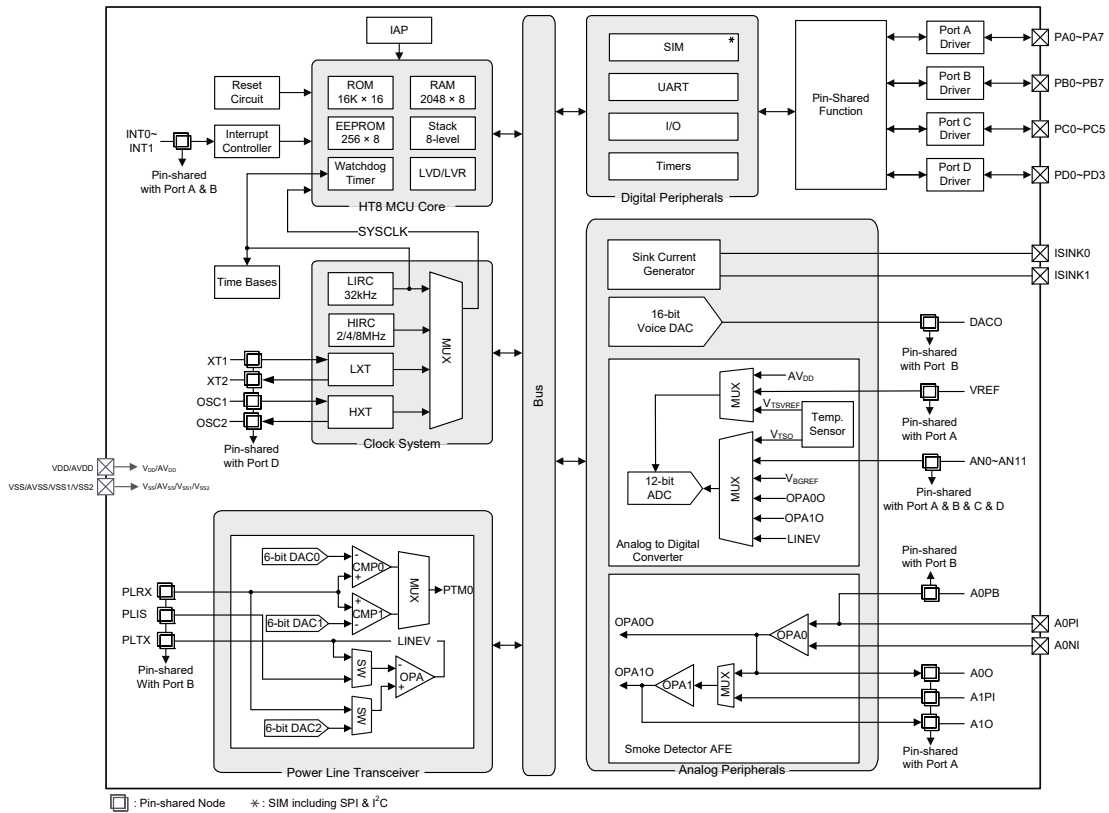 IAP
ROM
16K × 16
RAM
2048 × 8
EEPROM
256 × 8
Stack
8-level
Watchdog
Timer
LVD/LVR
HT8 MCU Core
Reset
Circuit
INT0~
INT1
Interrupt
Controller
Pin-shared
with Port A & B
SYSCLK
Time Bases
LIRC
32kHz
HIRC
2/4/8MHz
LXT
HXT
MUX
Clock System
XT1
XT2
OSC1
OSC2
Pin-shared
with Port D
VDD/AVDD
VDD/AVDD
VSS/AVSS/VSS1/VSS2
VSS/AVSS/VSS1/VSS2
6-bit DAC0
CMP0
- 
+
MUX
PTM0
6-bit DAC1
CMP1
+
-
LINEV
PLRX
PLIS
PLTX
Pin-shared
With Port B
SW
SW
OPA
-
+
6-bit DAC2
Power Line Transceiver
Bus
SIM *
UART
I/O
Timers
Digital Peripherals
Pin-Shared
Function
Port A
Driver
PA0~PA7
Port B
Driver
PB0~PB7
Port C
Driver
PC0~PC5
Port D
Driver
PD0~PD3
Sink Current
Generator
ISINK0
ISINK1
16-bit
Voice DAC
DACO
Pin-shared
with Port B
MUX
AVDD
VREF
Pin-shared
with Port A
VTSVREF
Temp.
Sensor
VTSO
12-bit
ADC
MUX
AN0~AN11
Pin-shared
with Port A & B & C & D
VBGREF
OPA0O
OPA1O
LINEV
Analog to Digital
Converter
Pin-shared
with Port B
A0PB
OPA0O
OPA0
A0PI
A0NI
OPA1O
OPA1
MUX
A0O
A1PI
A1O
Pin-shared
with Port A
Smoke Detector AFE
Analog Peripherals
: Pin-shared Node
* : SIM including SPI & I²C